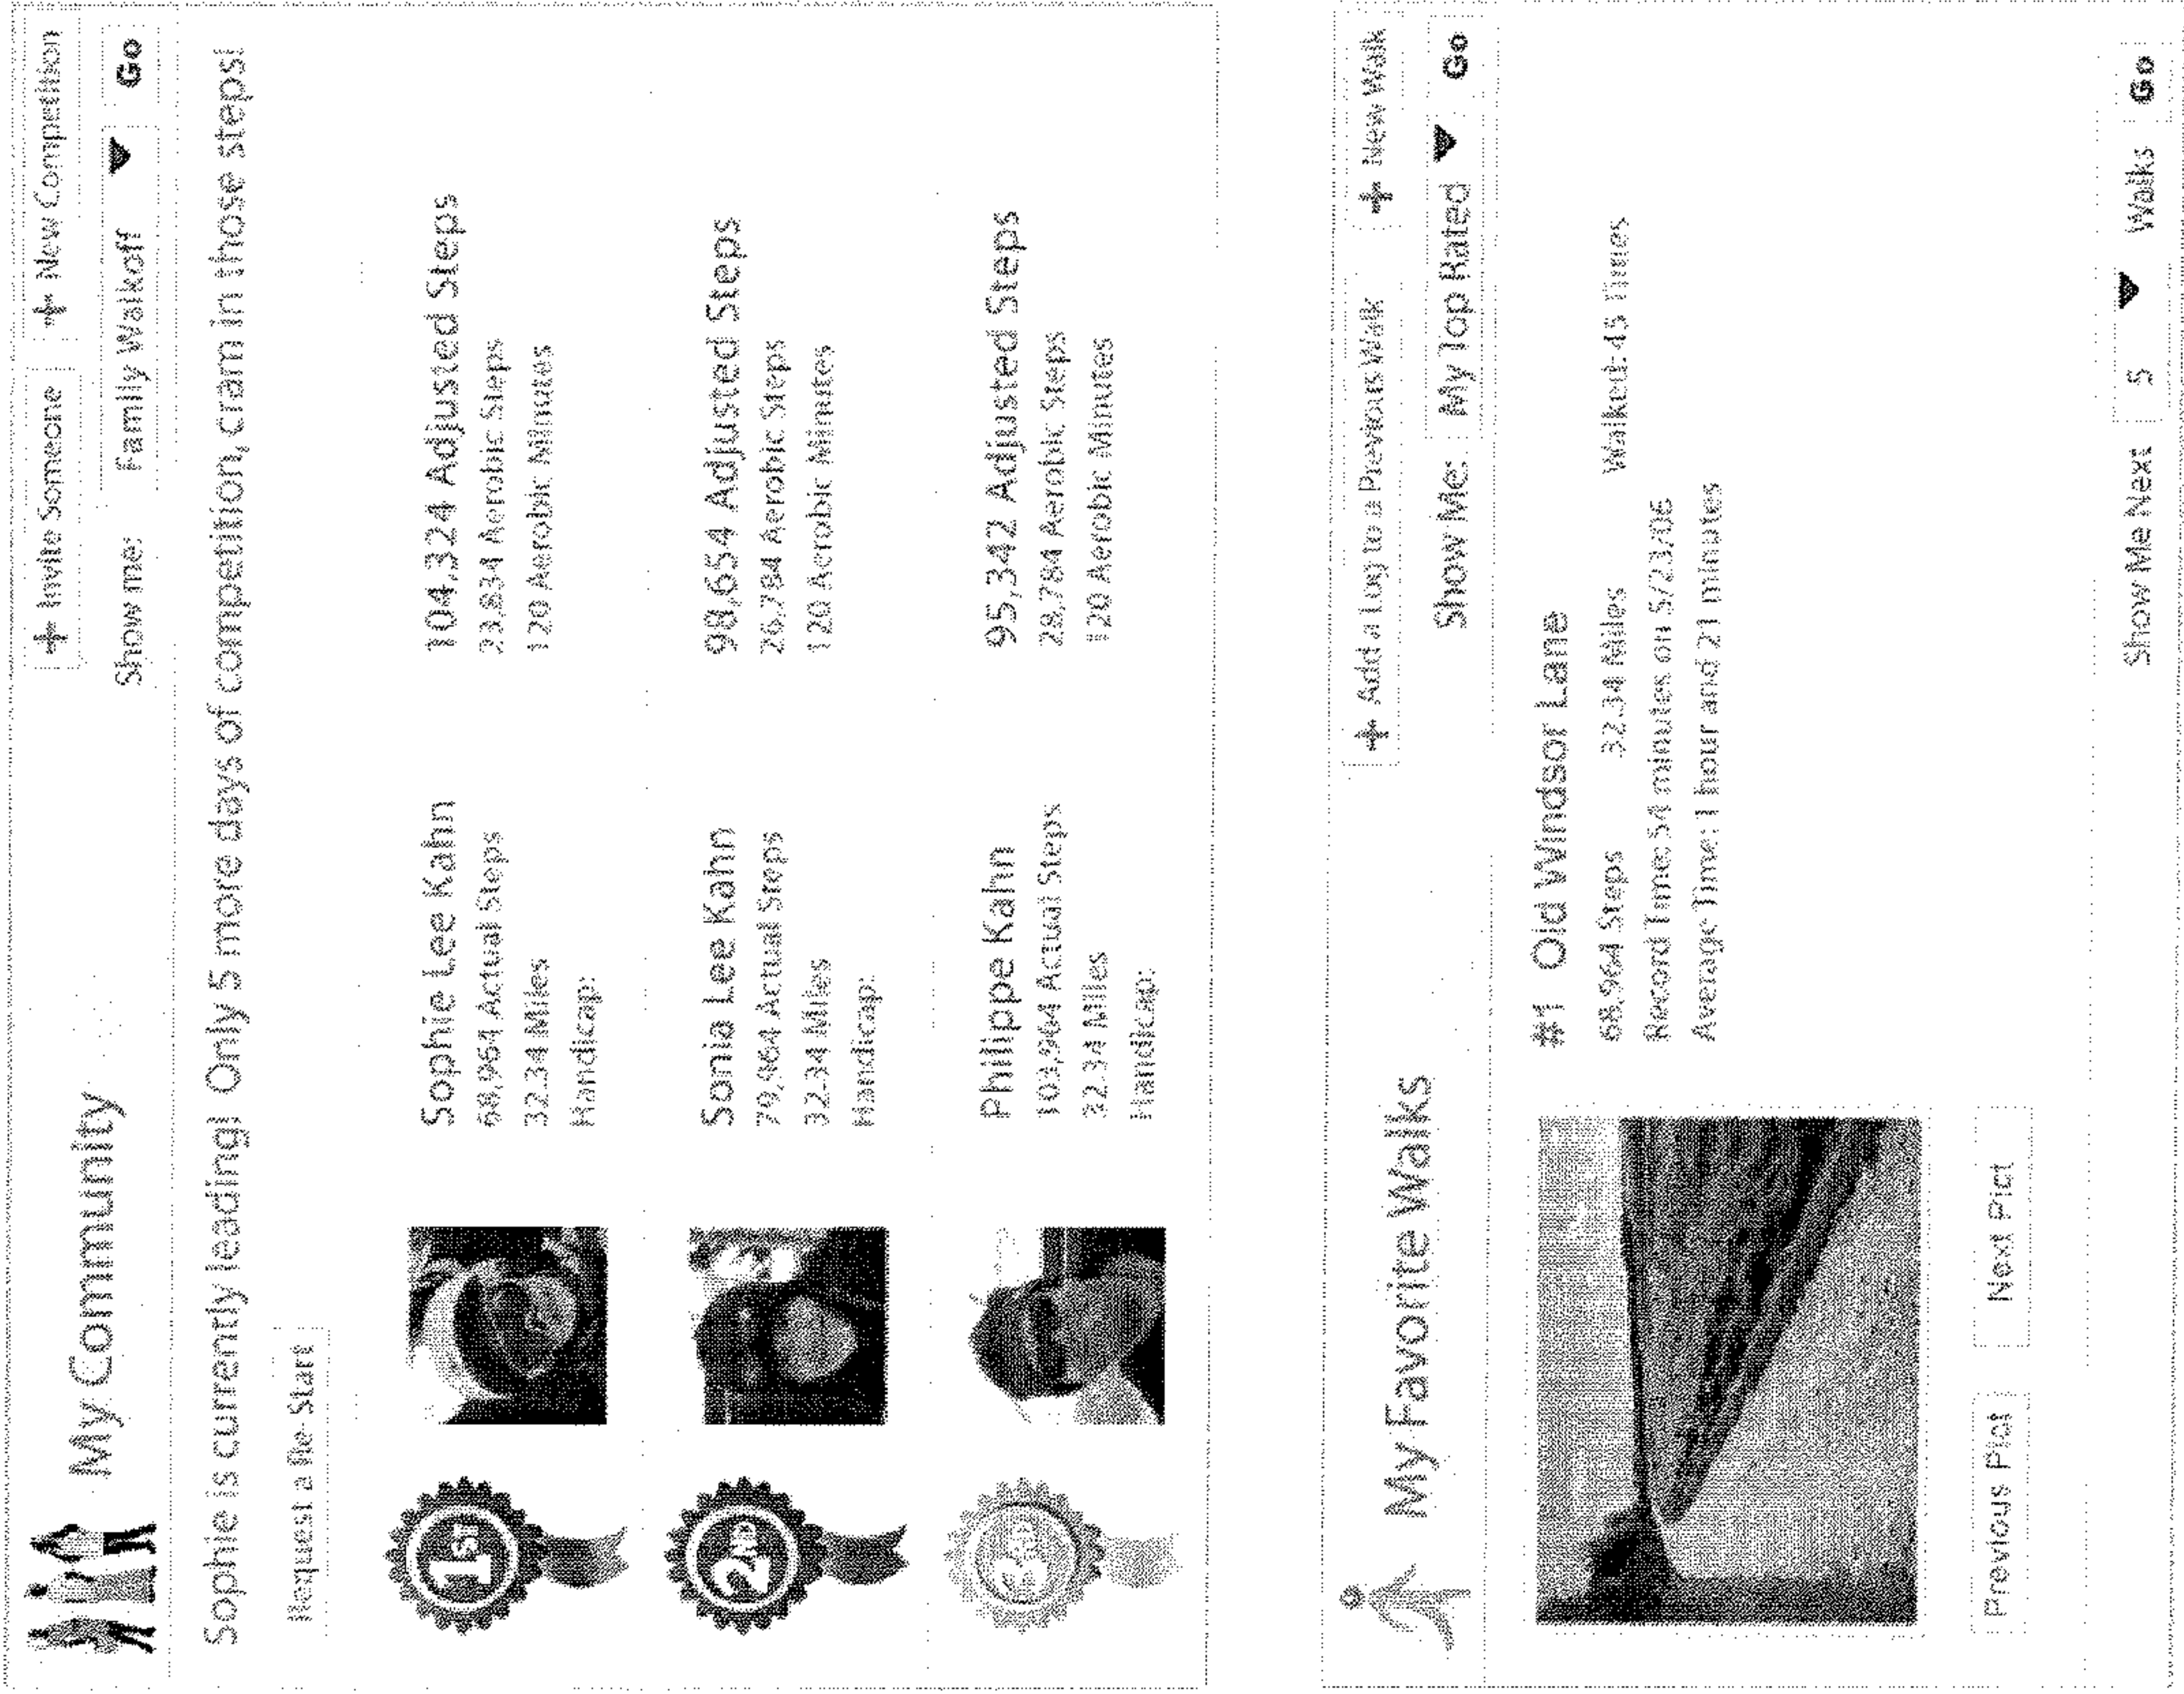 My Community
+ Invite Someone
+ New Competition
Show me:
Family Walkoff
Go
Sophie is currently leading! Only 5 more days of competition, cram in those steps!
Request a Re-Start
1ST
Sophie Lee Kahn
68,964 Actual Steps
32.34 Miles
Handicap:
104,324 Adjusted Steps
23,834 Aerobic Steps
120 Aerobic Minutes
2ND
Sonia Lee Kahn
79,964 Actual Steps
32.34 Miles
Handicap:
98,654 Adjusted Steps
26,784 Aerobic Steps
120 Aerobic Minutes
3RD
Philippe Kahn
103,964 Actual Steps
32.34 Miles
Handicap:
95,342 Adjusted Steps
28,784 Aerobic Steps
120 Aerobic Minutes
My Favorite Walks
+ Add a Log to a Previous Walk
+ New Walk
Show Me:
My Top Rated
Go
#1 Old Windsor Lane
68,964 Steps
32.34 Miles
Walked: 45 Times
Record Time: 54 minutes on 5/23/06
Average Time: 1 hour and 21 minutes
Previous Pict
Next Pict
Show Me Next
5
Walks
Go